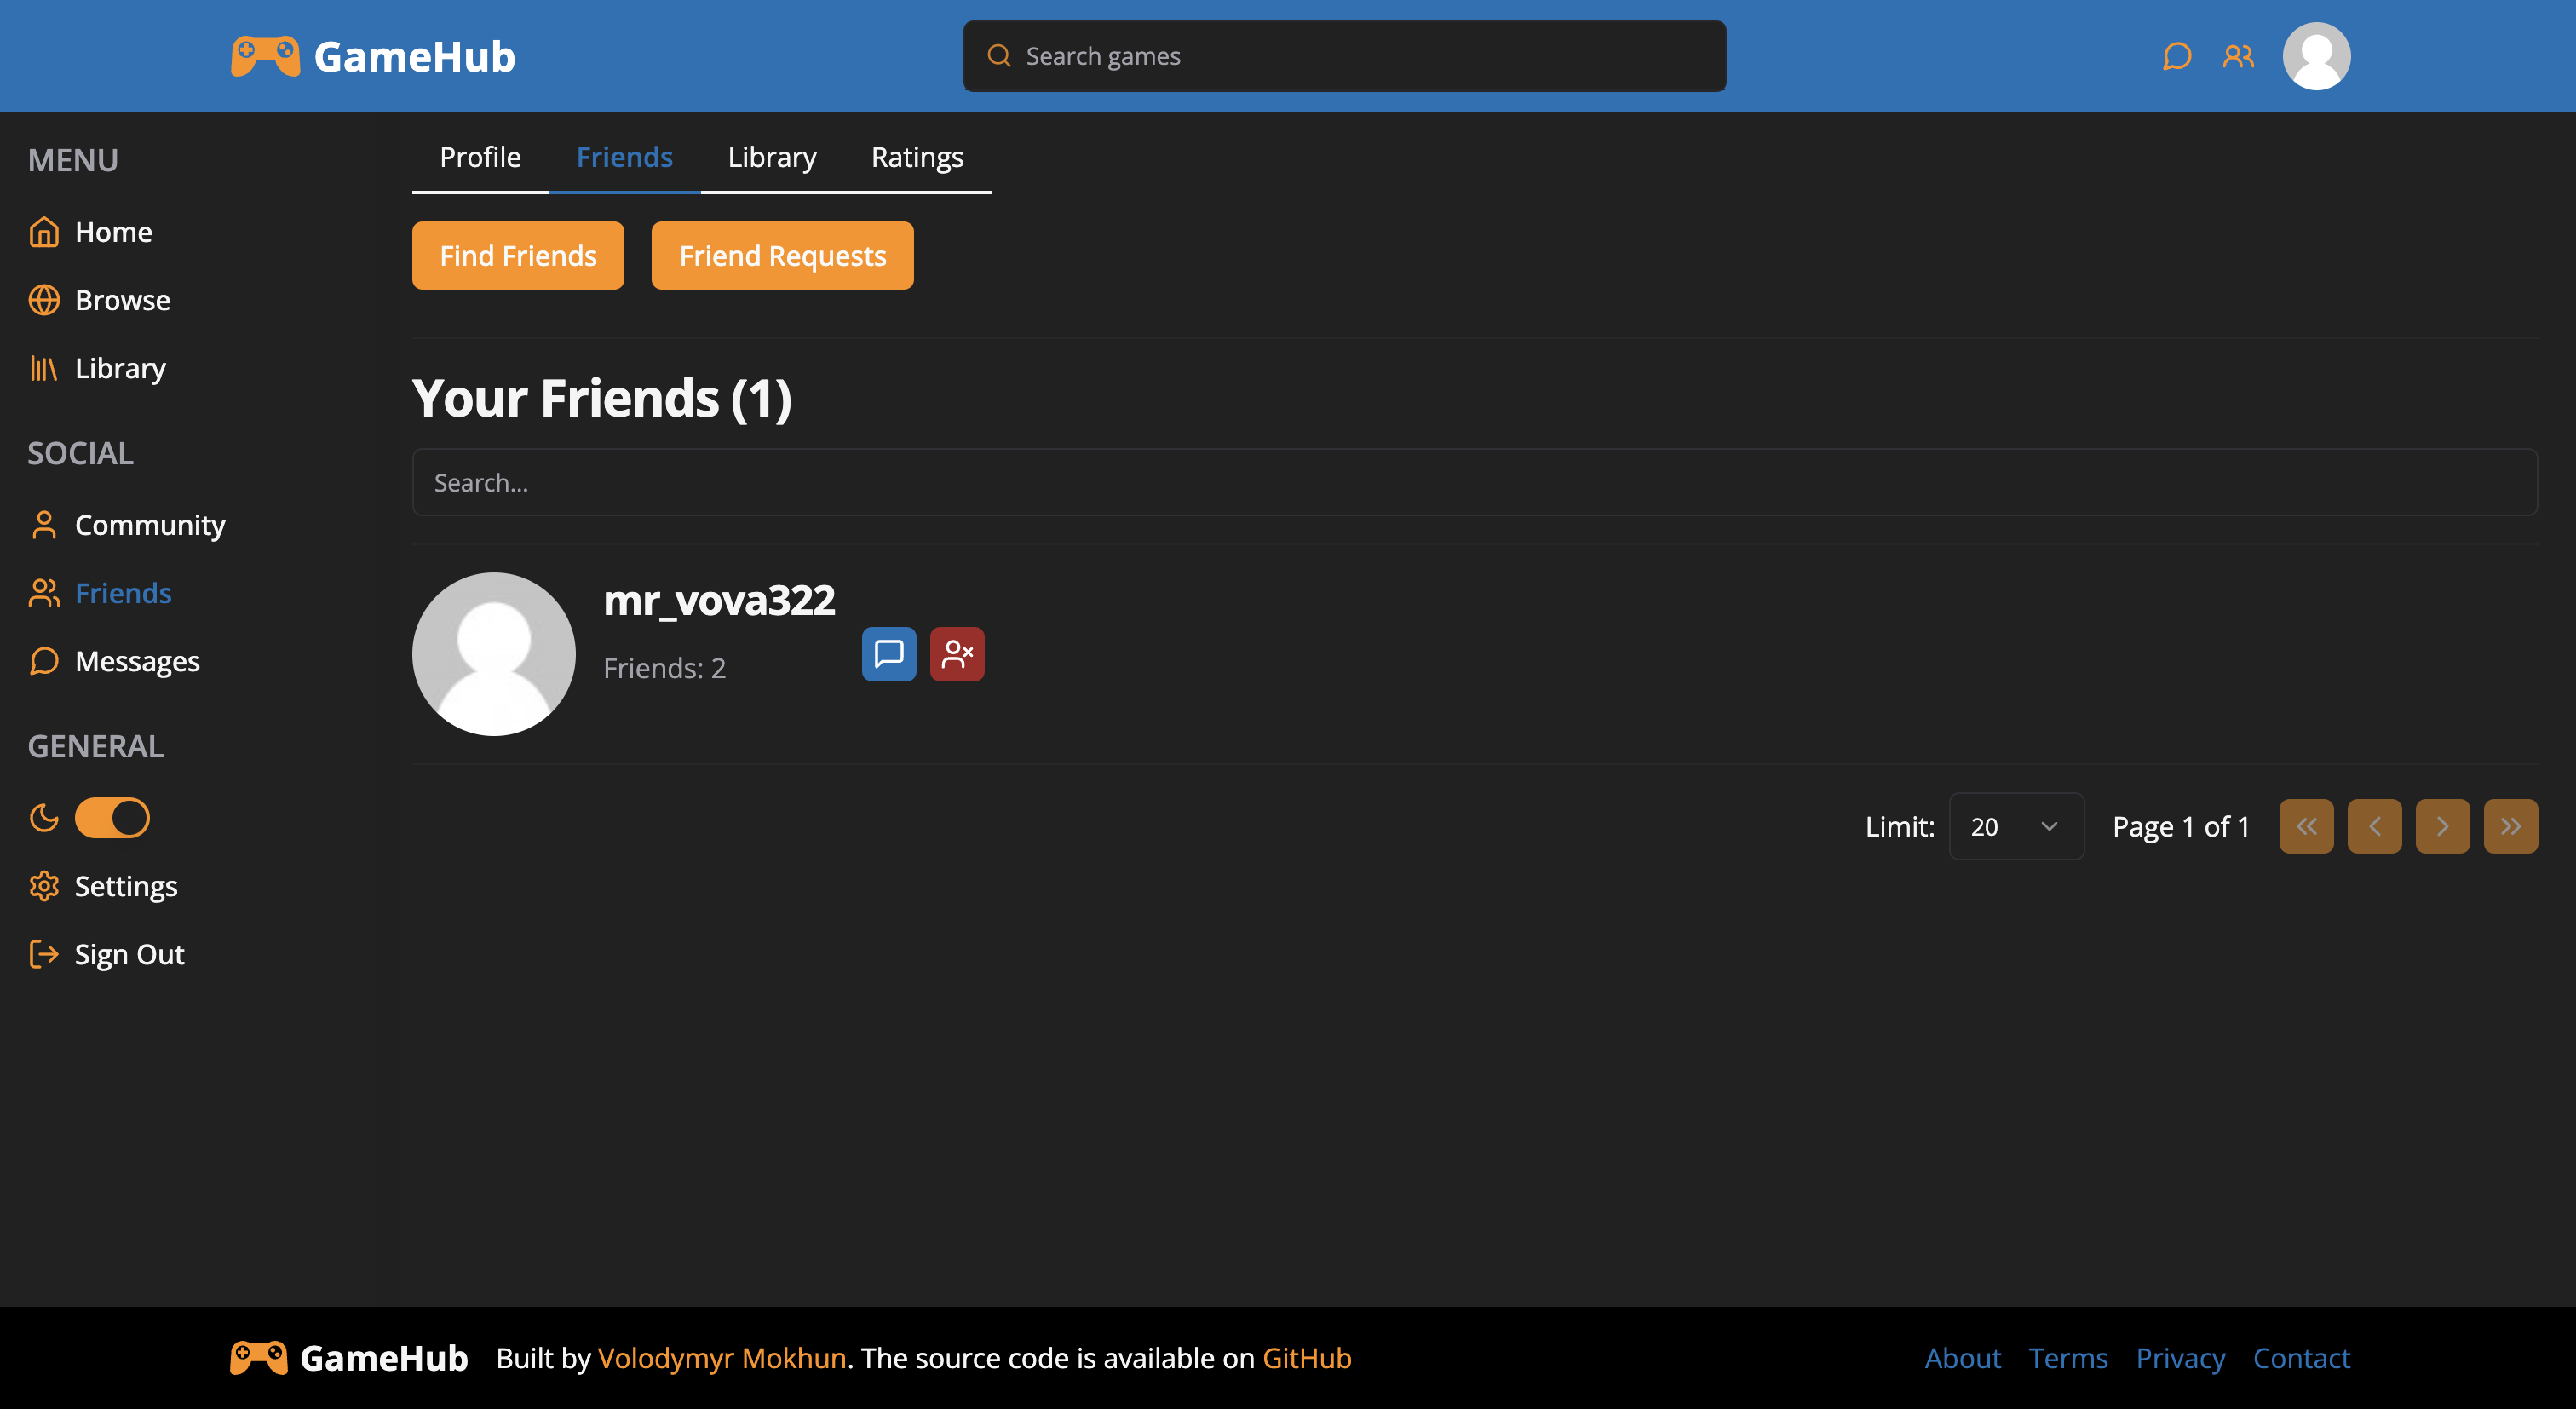 GameHub
Search games
MENU
Home
Browse
Library
SOCIAL
Community
Friends
Messages
GENERAL
Settings
Sign Out
Profile Friends Library Ratings
Find Friends Friend Requests
Your Friends (1)
Search...
mr_vova322
Friends: 2
Limit: 20 Page 1 of 1
GameHub Built by Volodymyr Mokhun. The source code is available on GitHub
About Terms Privacy Contact